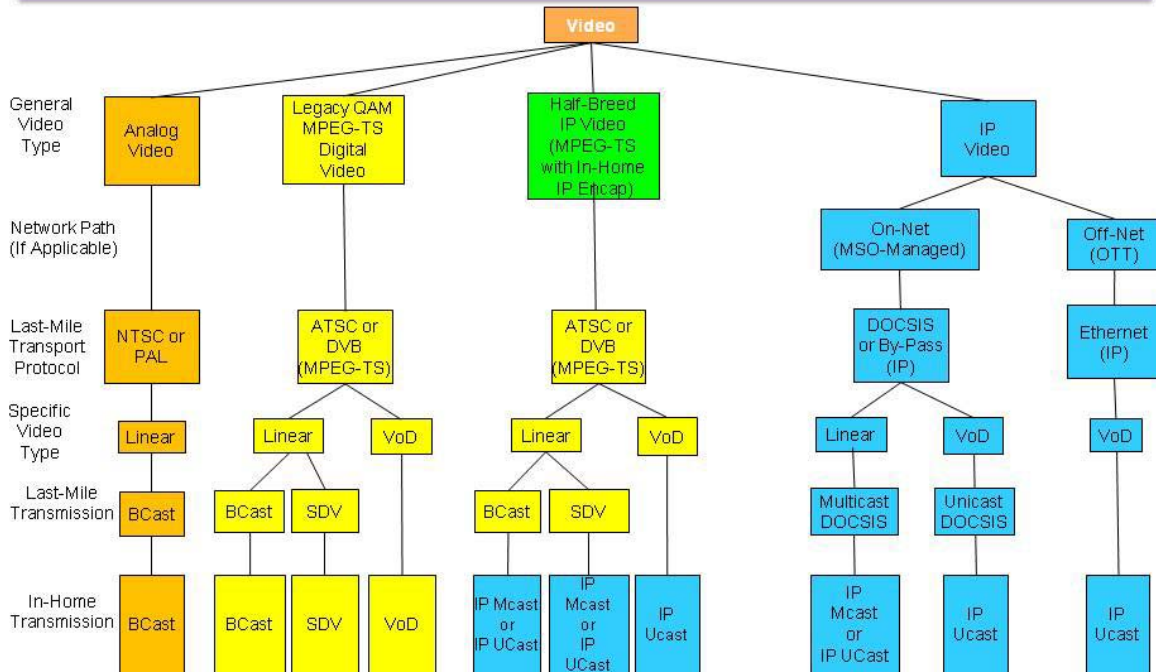 Video
General
Video
Type
Analog
Video
Legacy QAM
MPEG-TS
Digital
Video
Half-Breed
IP Video
(MPEG-TS
with In-Home
IP Encap)
IP
Video
Network Path
(If Applicable)
On-Net
(MSO-Managed)
Off-Net
(OTT)
Last-Mile
Transport
Protocol
NTSC or
PAL
ATSC or
DVB
(MPEG-TS)
ATSC or
DVB
(MPEG-TS)
DOCSIS
or By-Pass
(IP)
Ethernet
(IP)
Specific
Video
Type
Linear
Linear
VoD
Linear
VoD
Linear
VoD
VoD
Last-Mile
Transmission
BCast
BCast
SDV
BCast
SDV
Multicast
DOCSIS
Unicast
DOCSIS
In-Home
Transmission
BCast
BCast
SDV
VoD
IP Mcast
or
IP UCast
IP
Mcast
or
IP
UCast
IP
Ucast
IP
Mcast
or
IP UCast
IP
Ucast
IP
Ucast